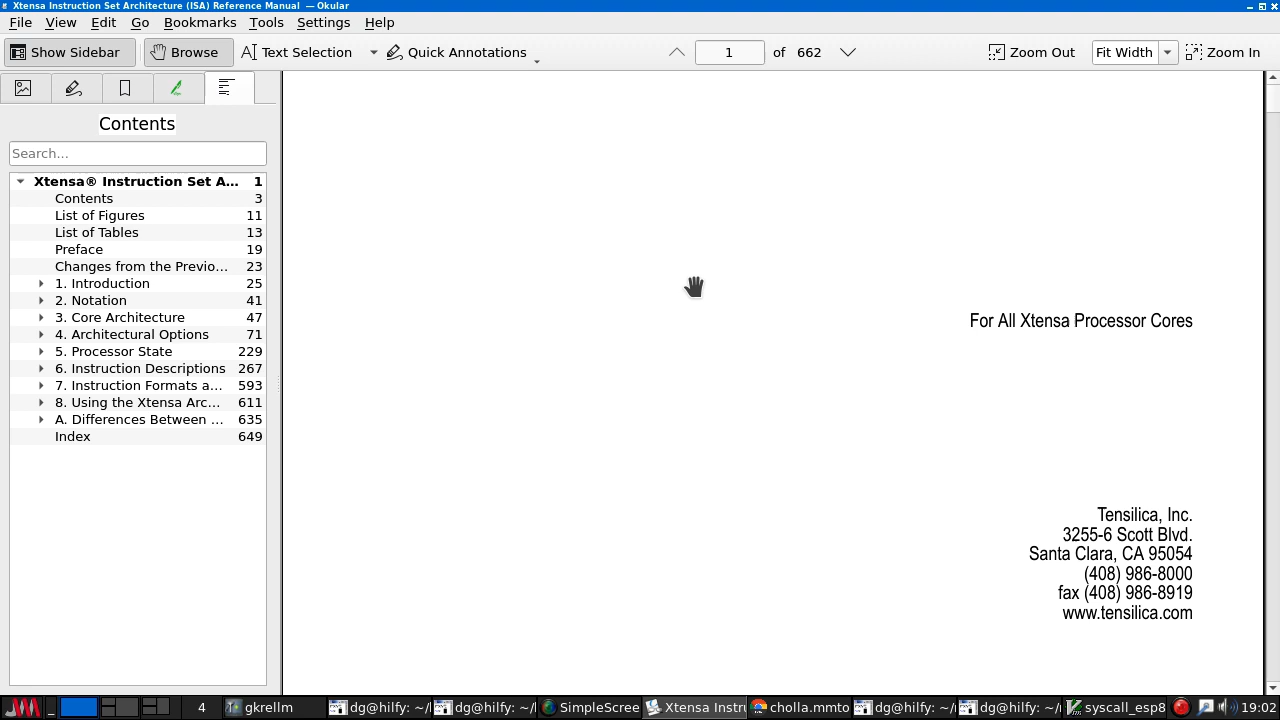 Xtensa Instruction Set Architecture (ISA) Reference Manual — Okular
File View Edit Go Bookmarks Tools Settings Help
Show Sidebar Browse Text Selection Quick Annotations 1 of 662 Zoom Out Fit Width Zoom In
Contents
Search...
Xtensa® Instruction Set A... 1
Contents 3
List of Figures 11
List of Tables 13
Preface 19
Changes from the Previo... 23
1. Introduction 25
2. Notation 41
3. Core Architecture 47
4. Architectural Options 71
5. Processor State 229
6. Instruction Descriptions 267
7. Instruction Formats a... 593
8. Using the Xtensa Arc... 611
A. Differences Between ... 635
Index 649
For All Xtensa Processor Cores
Tensilica, Inc.
3255-6 Scott Blvd.
Santa Clara, CA 95054
(408) 986-8000
fax (408) 986-8919
www.tensilica.com
4 gkrellm dg@hilfy: ~/ dg@hilfy: ~/ SimpleScree Xtensa Instru cholla.mmto dg@hilfy: ~/ dg@hilfy: ~/ syscall_esp8 19:02